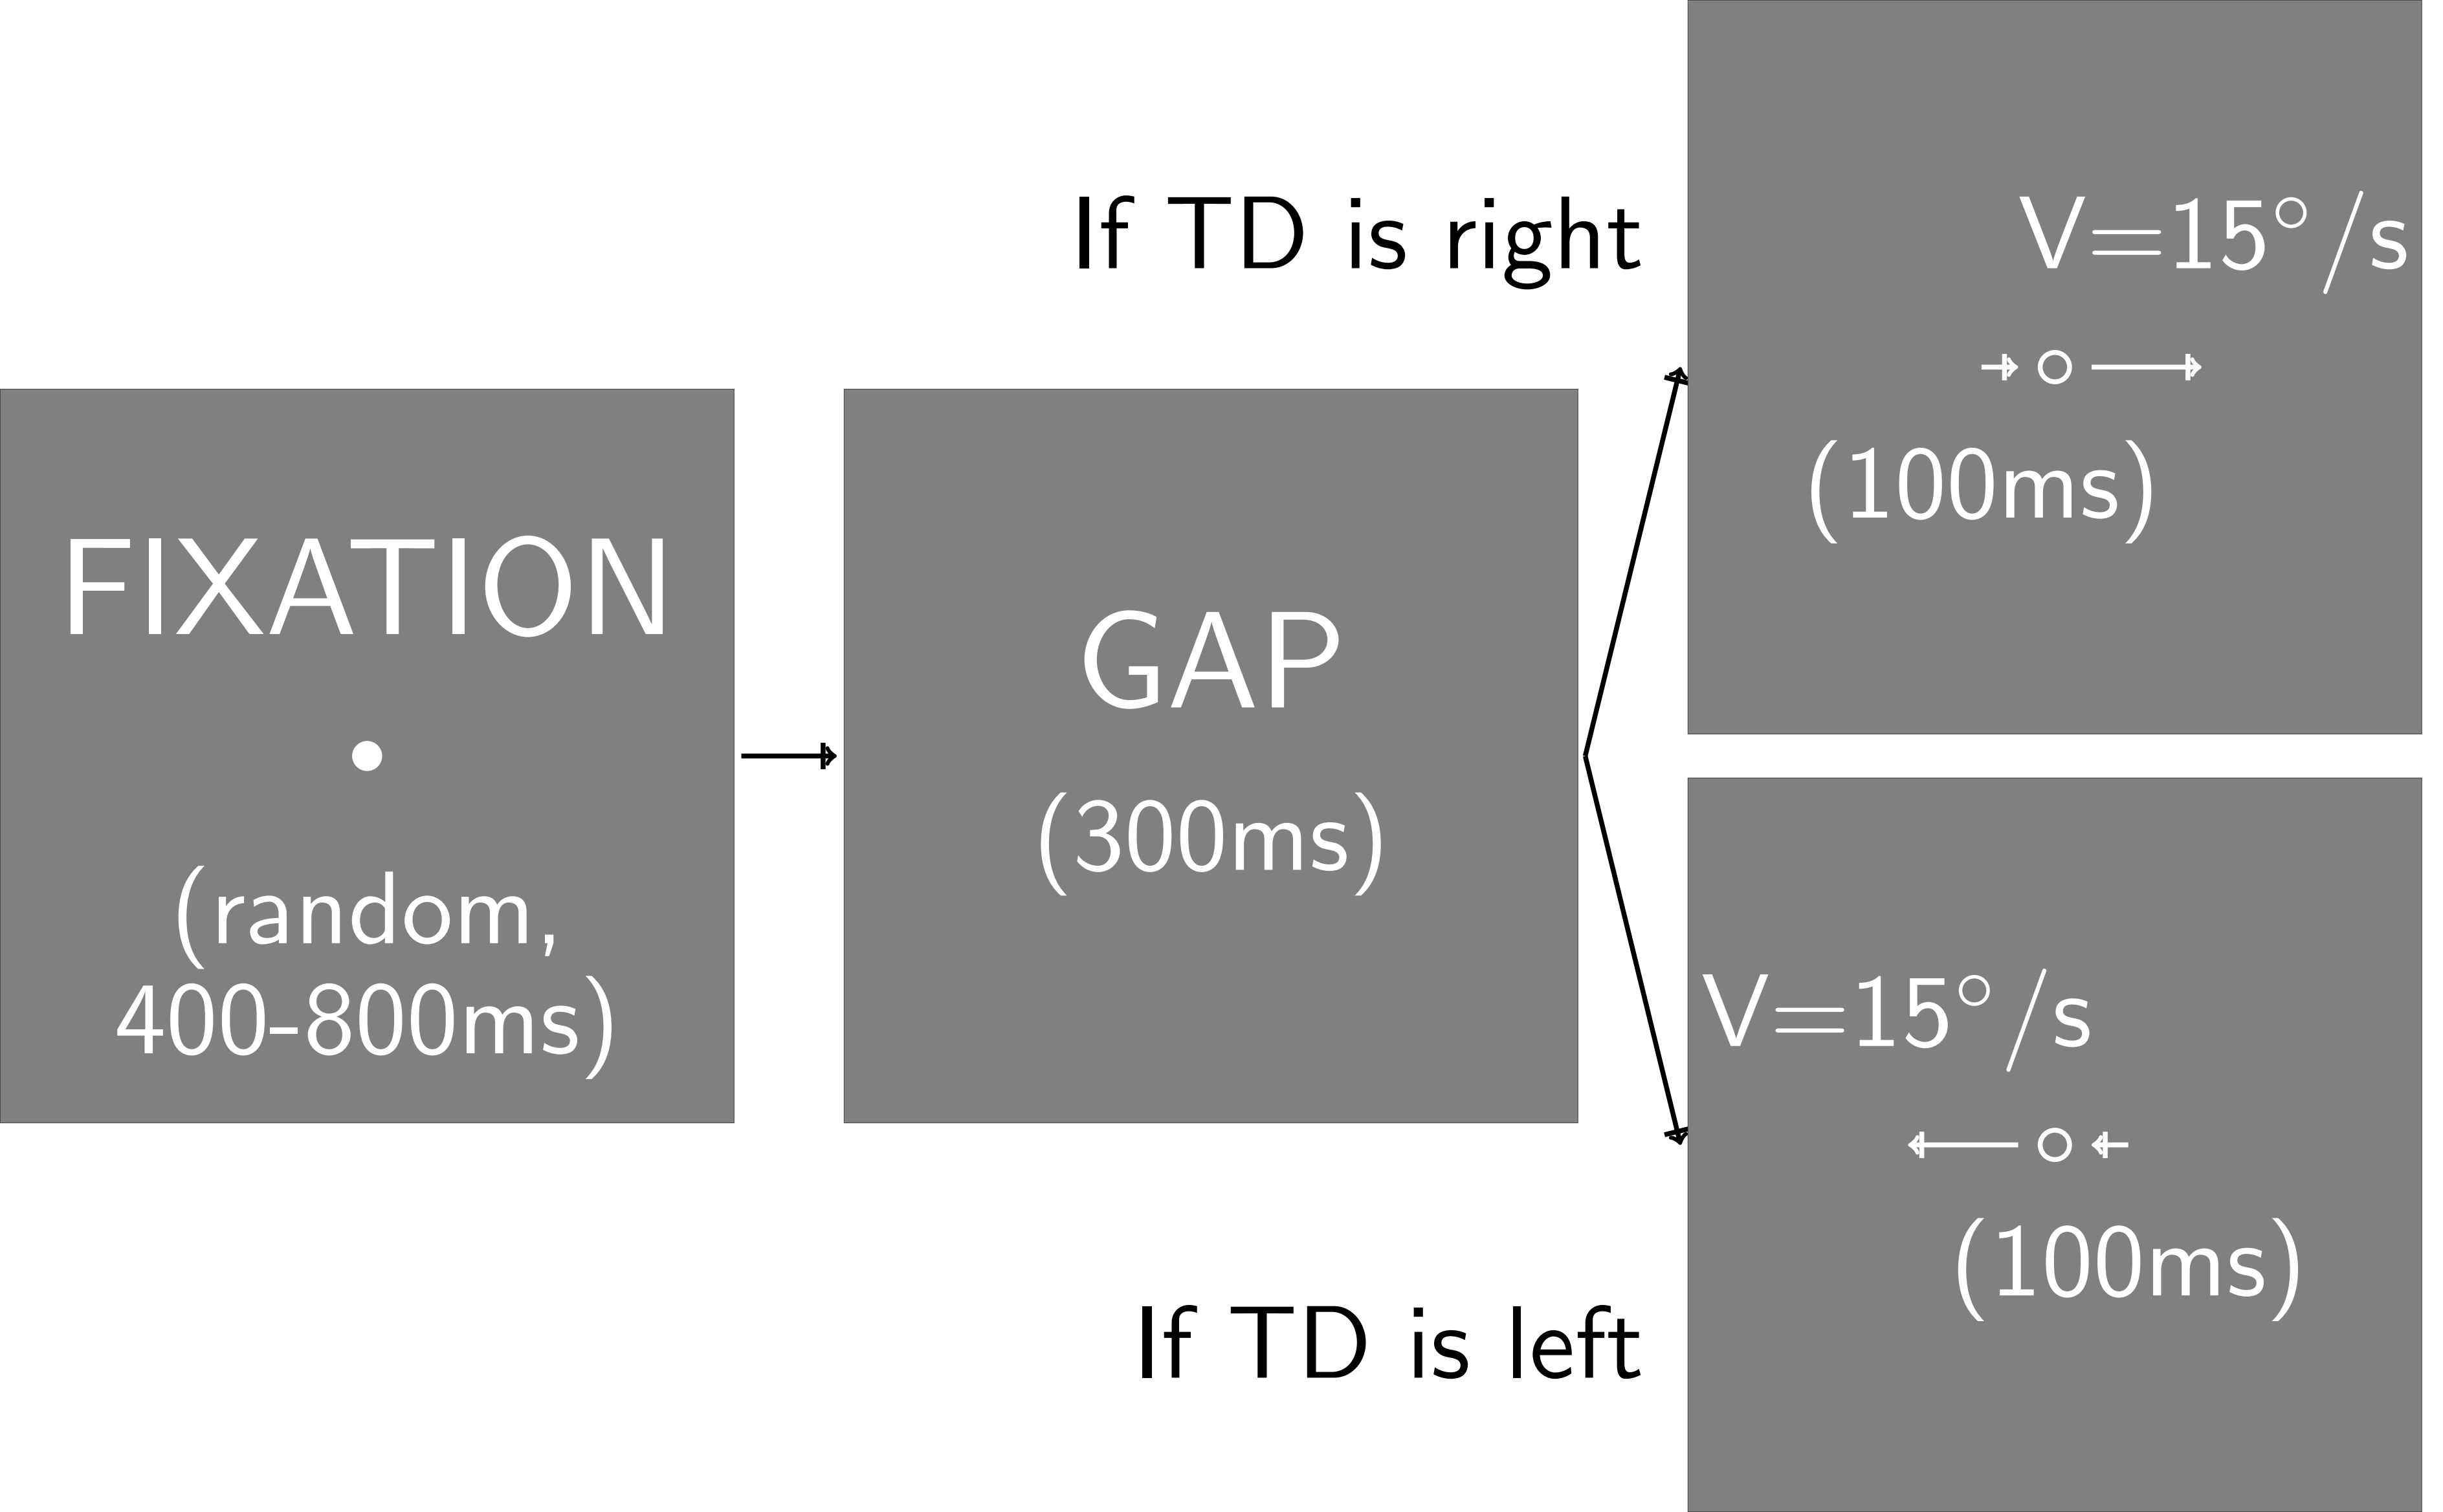 FIXATION
(random,
400–800ms)
GAP
(300ms)
If TD is right
V=15°/s
(100ms)
If TD is left
V=15°/s
(100ms)